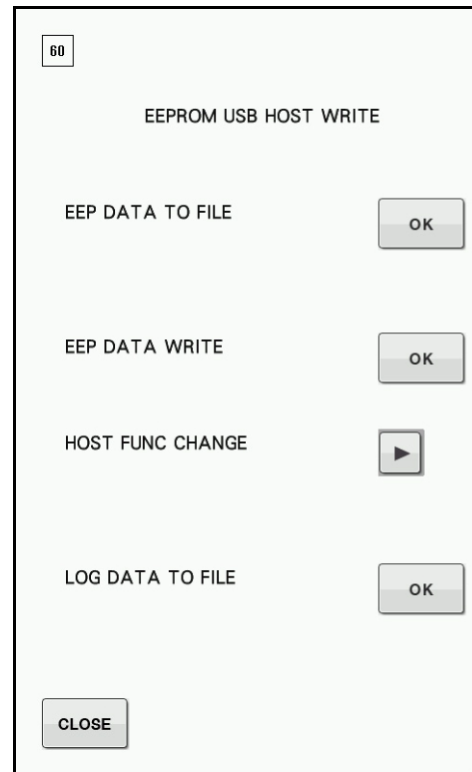 60
EEPROM USB HOST WRITE
EEP DATA TO FILE
OK
EEP DATA WRITE
OK
HOST FUNC CHANGE
LOG DATA TO FILE
OK
CLOSE